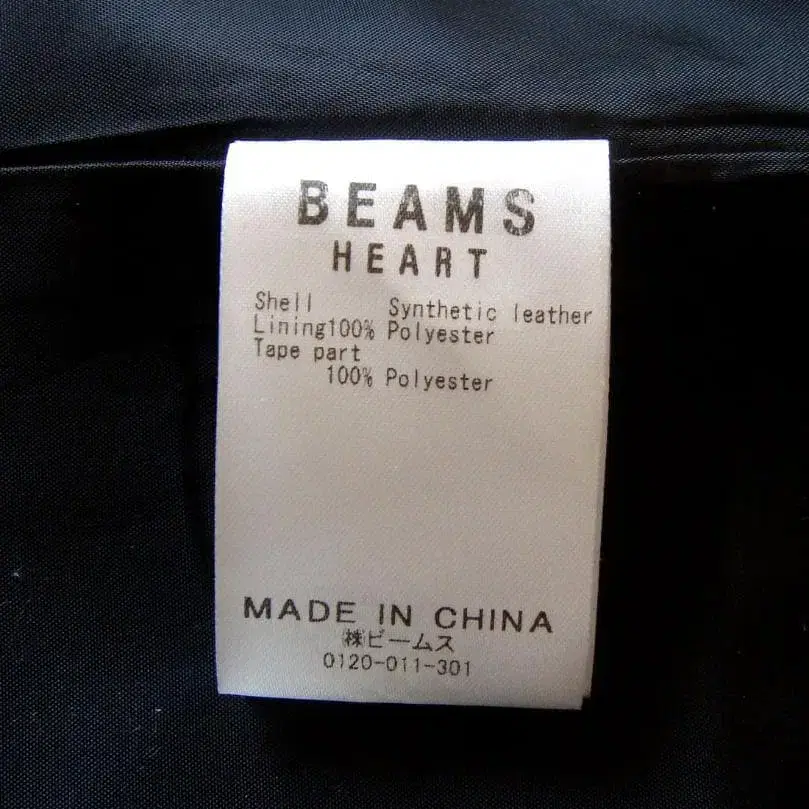 BEAMS
HEART
Shell Synthetic leather
Lining100% Polyester
Tape part
100% Polyester
MADE IN CHINA
㈱ビームス
0120-011-301